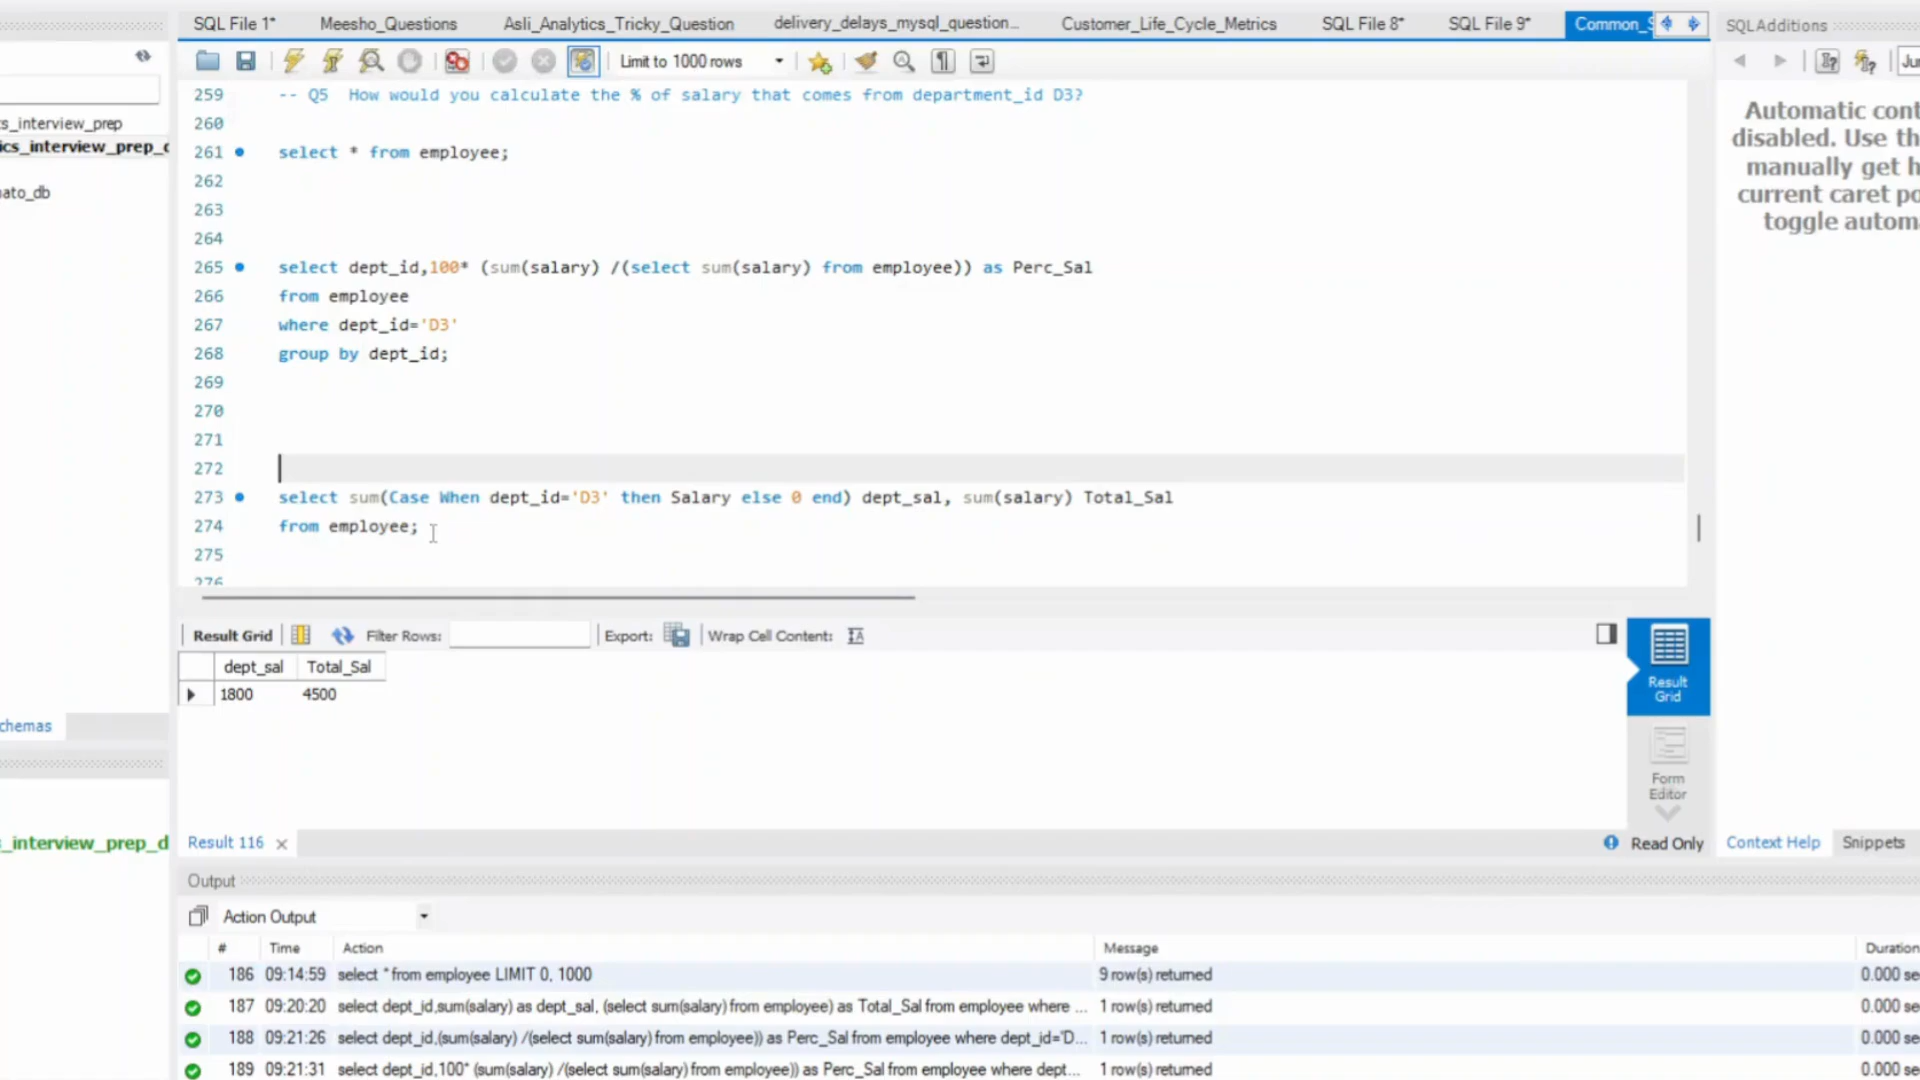 SQL File 1* Meesho_Questions Asli_Analytics_Tricky_Question delivery_delays_mysql_question... Customer_Life_Cycle_Metrics SQL File 8* SQL File 9* Common_S SQLAdditions
Limit to 1000 rows Ju
259 -- Q5 How would you calculate the % of salary that comes from department_id D3?
260
261 select * from employee;
262
263
264
265 select dept_id,100* (sum(salary) /(select sum(salary) from employee)) as Perc_Sal
266 from employee
267 where dept_id='D3'
268 group by dept_id;
269
270
271
272
273 select sum(Case When dept_id='D3' then Salary else 0 end) dept_sal, sum(salary) Total_Sal
274 from employee;
275
276
cs_interview_prep
ics_interview_prep_d
nato_db
chemas
s_interview_prep_d
Automatic cont
disabled. Use th
manually get h
current caret po
toggle automa
Result Grid Filter Rows: Export: Wrap Cell Content: IA
dept_sal Total_Sal
1800 4500
Result
Grid
Form
Editor
Result 116 Read Only Context Help Snippets
Output
Action Output
# Time Action Message Duration
186 09:14:59 select * from employee LIMIT 0, 1000 9 row(s) returned 0.000 se
187 09:20:20 select dept_id,sum(salary) as dept_sal, (select sum(salary) from employee) as Total_Sal from employee where ... 1 row(s) returned 0.000 se
188 09:21:26 select dept_id,(sum(salary) /(select sum(salary) from employee)) as Perc_Sal from employee where dept_id='D... 1 row(s) returned 0.000 se
189 09:21:31 select dept_id,100* (sum(salary) /(select sum(salary) from employee)) as Perc_Sal from employee where dept... 1 row(s) returned 0.000 se